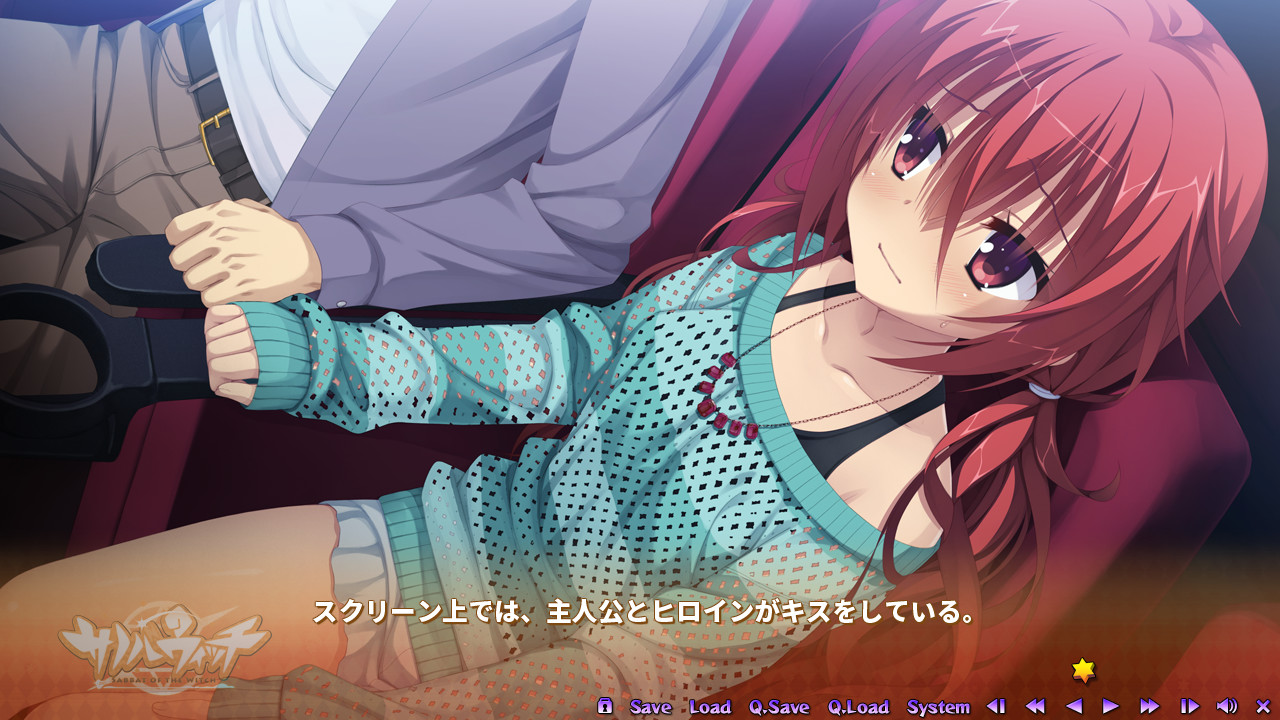 スクリーン上では、主人公とヒロインがキスをしている。
サノバウィッチ
SABBAT OF THE WITCH
Save Load Q.Save Q.Load System